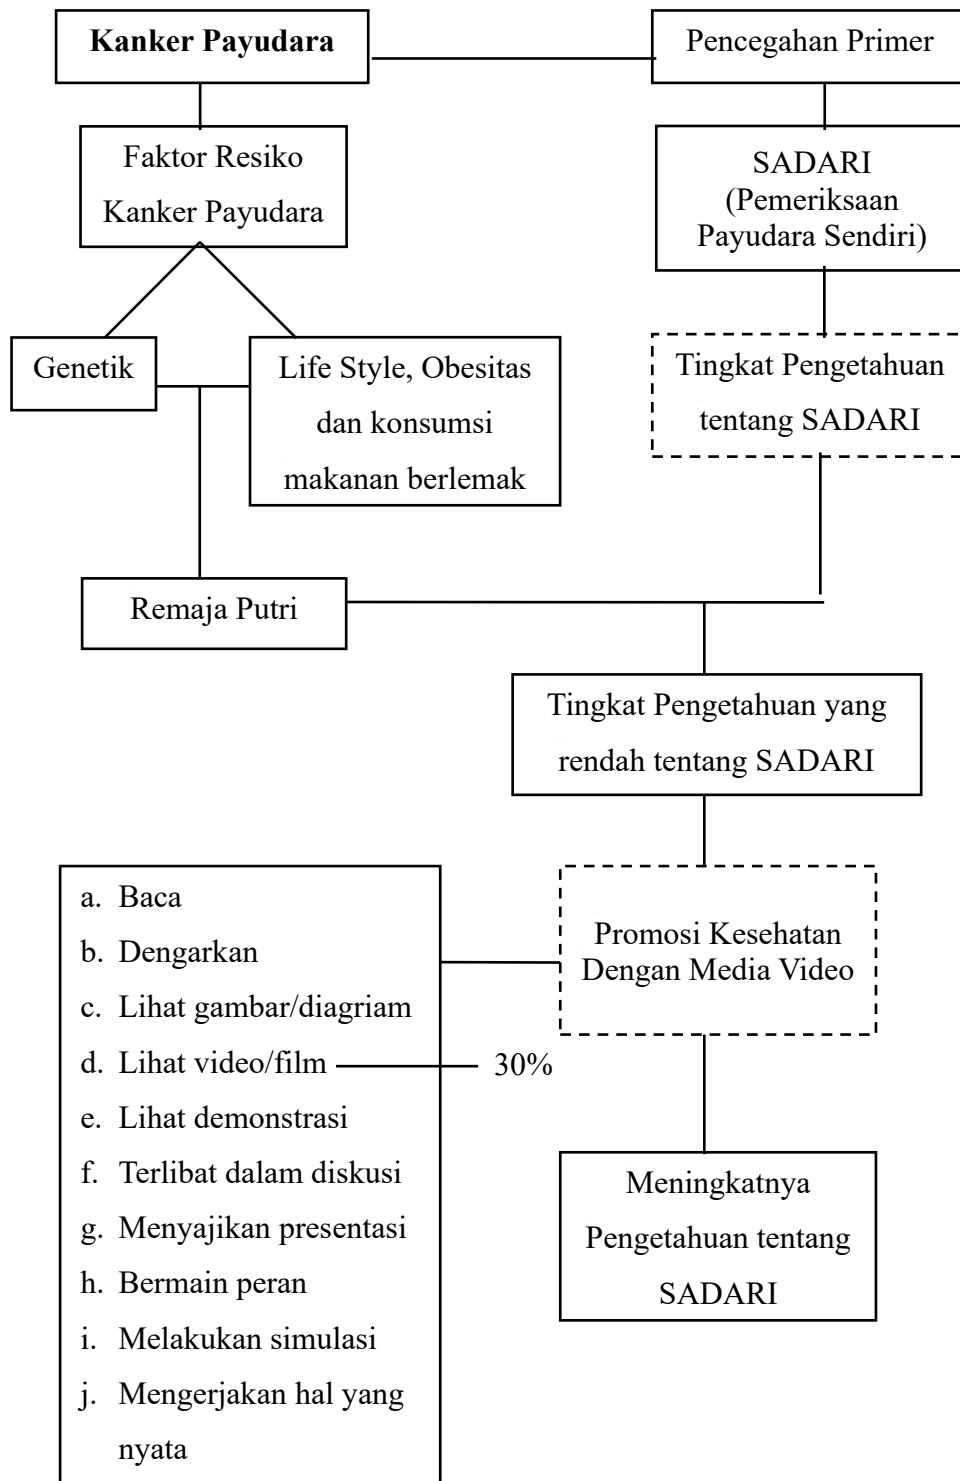 Kanker Payudara
Pencegahan Primer
Faktor Resiko
Kanker Payudara
SADARI
(Pemeriksaan
Payudara Sendiri)
Genetik
Life Style, Obesitas
dan konsumsi
makanan berlemak
Tingkat Pengetahuan
tentang SADARI
Remaja Putri
Tingkat Pengetahuan yang
rendah tentang SADARI
a. Baca
b. Dengarkan
c. Lihat gambar/diagriam
d. Lihat video/film
30%
e. Lihat demonstrasi
f. Terlibat dalam diskusi
g. Menyajikan presentasi
h. Bermain peran
i. Melakukan simulasi
j. Mengerjakan hal yang
nyata
Promosi Kesehatan
Dengan Media Video
Meningkatnya
Pengetahuan tentang
SADARI